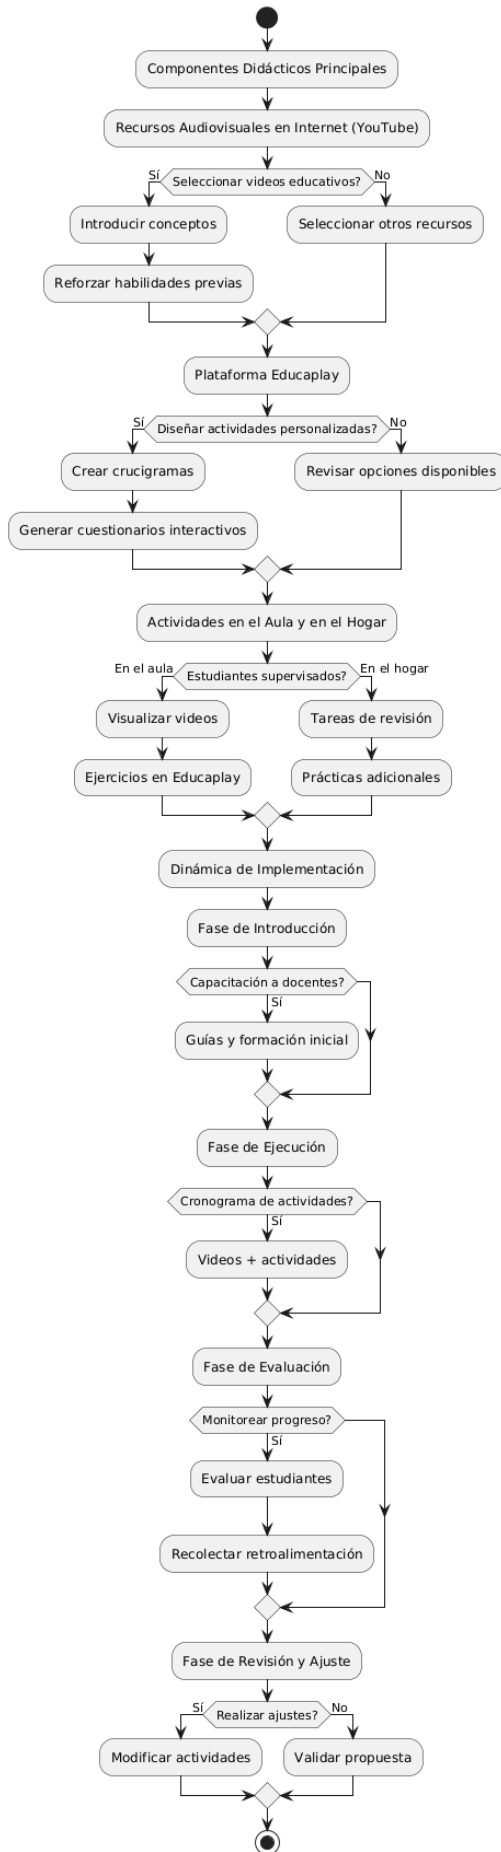 Componentes Didácticos Principales
Recursos Audiovisuales en Internet (YouTube)
Sí
Seleccionar videos educativos?
No
Introducir conceptos
Seleccionar otros recursos
Reforzar habilidades previas
Plataforma Educaplay
Sí
Diseñar actividades personalizadas?
No
Crear crucigramas
Revisar opciones disponibles
Generar cuestionarios interactivos
Actividades en el Aula y en el Hogar
En el aula
Estudiantes supervisados?
En el hogar
Visualizar videos
Tareas de revisión
Ejercicios en Educaplay
Prácticas adicionales
Dinámica de Implementación
Fase de Introducción
Capacitación a docentes?
Sí
Guías y formación inicial
Fase de Ejecución
Cronograma de actividades?
Sí
Videos + actividades
Fase de Evaluación
Monitorear progreso?
Sí
Evaluar estudiantes
Recolectar retroalimentación
Fase de Revisión y Ajuste
Sí
Realizar ajustes?
No
Modificar actividades
Validar propuesta